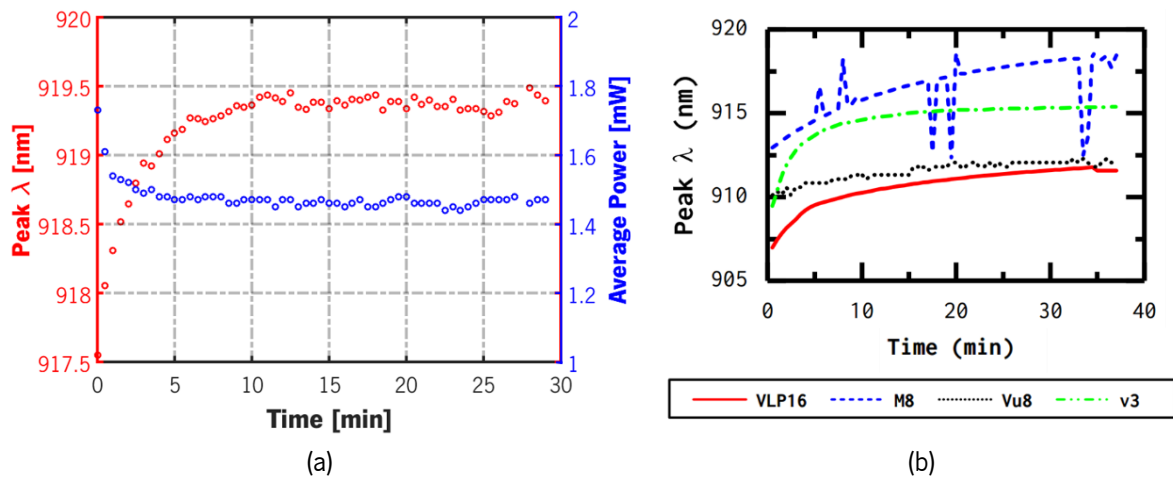 920
919.5
919
918.5
918
917.5
Peak λ [nm]
2
1.8
1.6
1.4
1.2
1
Average Power [mW]
0 5 10 15 20 25 30
Time [min]
(a)
920
915
910
905
Peak λ (nm)
0 10 20 30 40
Time (min)
VLP16 M8 Vu8 v3
(b)